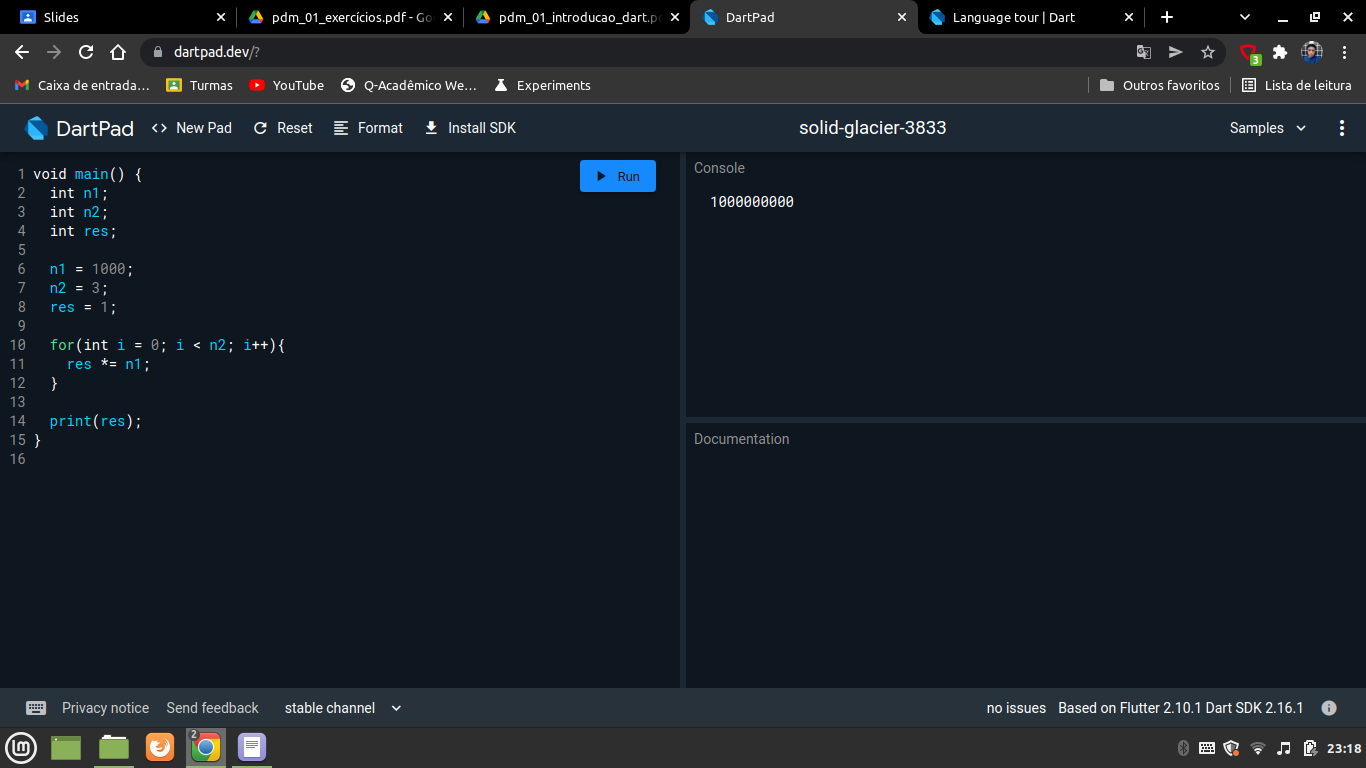 Slides
pdm_01_exercícios.pdf - Go
pdm_01_introducao_dart.p
DartPad
Language tour | Dart
dartpad.dev/?
3
Caixa de entrada...
Turmas
YouTube
Q-Acadêmico We...
Experiments
Outros favoritos
Lista de leitura
DartPad
<> New Pad
Reset
Format
Install SDK
solid-glacier-3833
Samples
Run
1 void main() {
2   int n1;
3   int n2;
4   int res;
5
6   n1 = 1000;
7   n2 = 3;
8   res = 1;
9
10   for(int i = 0; i < n2; i++){
11     res *= n1;
12   }
13
14   print(res);
15 }
16
Console
1000000000
Documentation
Privacy notice
Send feedback
stable channel
no issues
Based on Flutter 2.10.1 Dart SDK 2.16.1
2
23:18